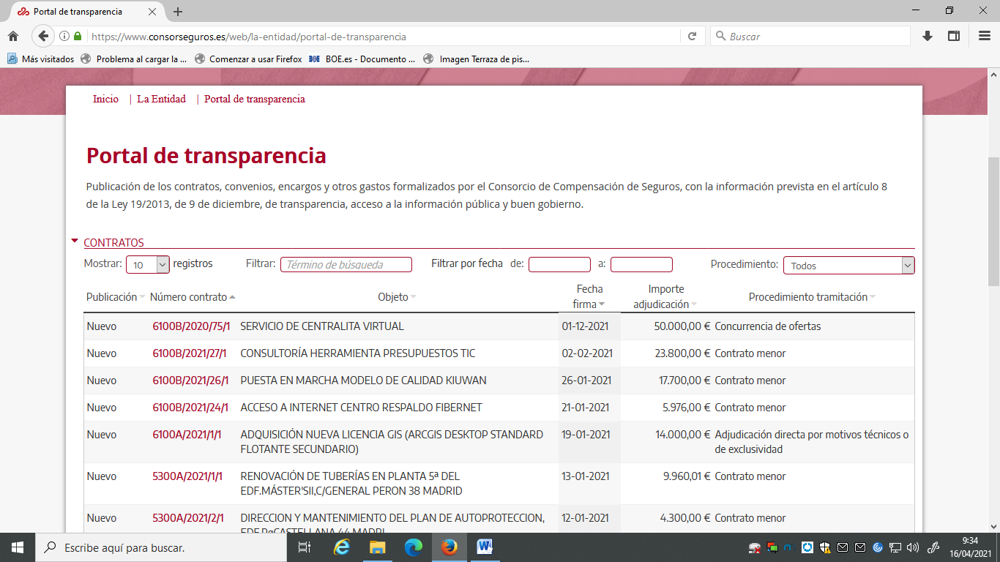 Portal de transparencia
https://www.consorseguros.es/web/la-entidad/portal-de-transparencia
Buscar
Más visitados
Problema al cargar la ...
Comenzar a usar Firefox
BOE.es - Documento ...
Imagen Terraza de pis...
Inicio | La Entidad | Portal de transparencia
Portal de transparencia
Publicación de los contratos, convenios, encargos y otros gastos formalizados por el Consorcio de Compensación de Seguros, con la información prevista en el artículo 8
de la Ley 19/2013, de 9 de diciembre, de transparencia, acceso a la información pública y buen gobierno.
CONTRATOS
Mostrar: 10 registros Filtrar: Término de búsqueda Filtrar por fecha de: a: Procedimiento: Todos
Publicación Número contrato Objeto Fecha firma Importe adjudicación Procedimiento tramitación
Nuevo 6100B/2020/75/1 SERVICIO DE CENTRALITA VIRTUAL 01-12-2021 50.000,00 € Concurrencia de ofertas
Nuevo 6100B/2021/27/1 CONSULTORÍA HERRAMIENTA PRESUPUESTOS TIC 02-02-2021 23.800,00 € Contrato menor
Nuevo 6100B/2021/26/1 PUESTA EN MARCHA MODELO DE CALIDAD KIUWAN 26-01-2021 17.700,00 € Contrato menor
Nuevo 6100B/2021/24/1 ACCESO A INTERNET CENTRO RESPALDO FIBERNET 21-01-2021 5.976,00 € Contrato menor
Nuevo 6100A/2021/1/1 ADQUISICIÓN NUEVA LICENCIA GIS (ARCGIS DESKTOP STANDARD 19-01-2021 14.000,00 € Adjudicación directa por motivos técnicos o
FLOTANTE SECUNDARIO) de exclusividad
Nuevo 5300A/2021/1/1 RENOVACIÓN DE TUBERÍAS EN PLANTA 5ª DEL 13-01-2021 9.960,01 € Contrato menor
EDF.MÁSTER'SII,C/GENERAL PERON 38 MADRID
Nuevo 5300A/2021/2/1 DIRECCION Y MANTENIMIENTO DEL PLAN DE AUTOPROTECCION, 12-01-2021 4.300,00 € Contrato menor
Escribe aquí para buscar.
9:34
16/04/2021